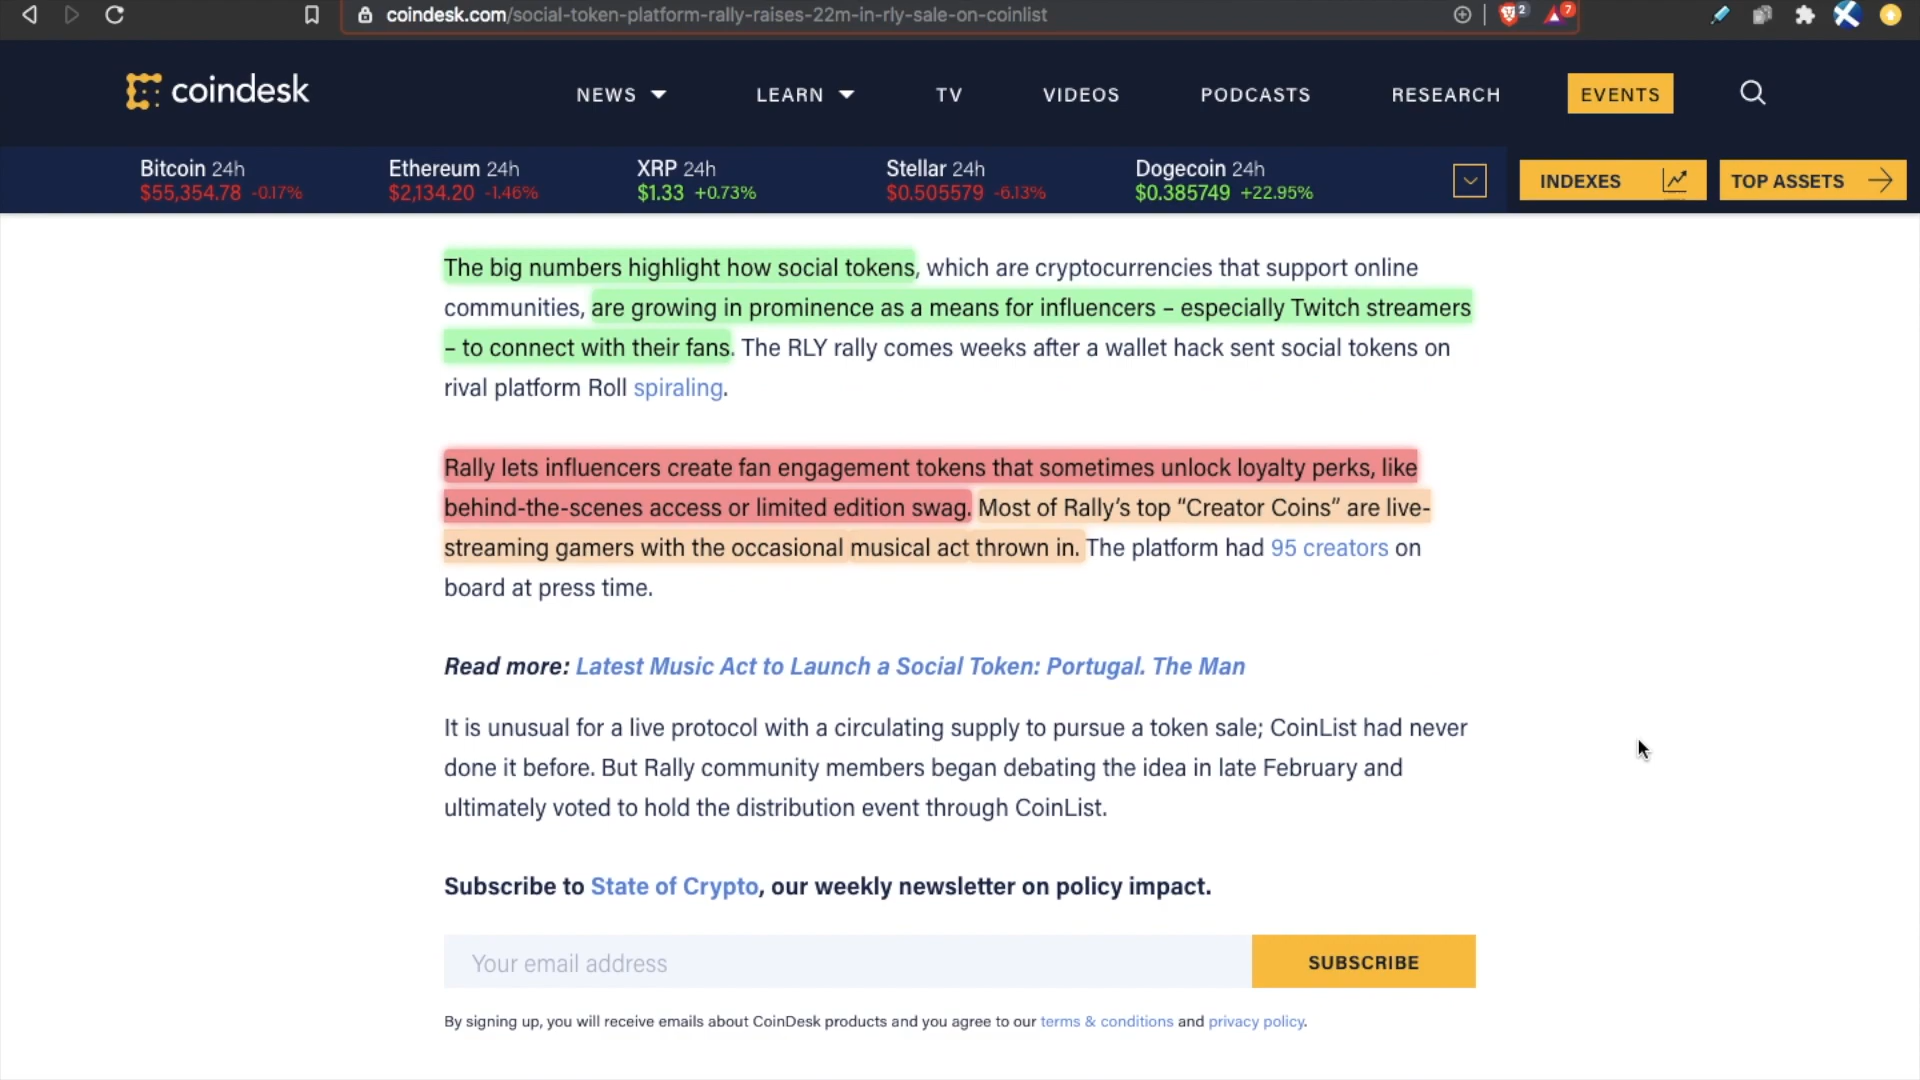 coindesk.com/social-token-platform-rally-raises-22m-in-rly-sale-on-coinlist
2
7
coindesk
NEWS
LEARN
TV
VIDEOS
PODCASTS
RESEARCH
EVENTS
Bitcoin 24h
$55,354.78 -0.17%
Ethereum 24h
$2,134.20 -1.46%
XRP 24h
$1.33 +0.73%
Stellar 24h
$0.505579 -6.13%
Dogecoin 24h
$0.385749 +22.95%
INDEXES
TOP ASSETS
The big numbers highlight how social tokens, which are cryptocurrencies that support online
communities, are growing in prominence as a means for influencers – especially Twitch streamers
– to connect with their fans. The RLY rally comes weeks after a wallet hack sent social tokens on
rival platform Roll spiraling.
Rally lets influencers create fan engagement tokens that sometimes unlock loyalty perks, like
behind-the-scenes access or limited edition swag. Most of Rally’s top “Creator Coins” are live-
streaming gamers with the occasional musical act thrown in. The platform had 95 creators on
board at press time.
Read more: Latest Music Act to Launch a Social Token: Portugal. The Man
It is unusual for a live protocol with a circulating supply to pursue a token sale; CoinList had never
done it before. But Rally community members began debating the idea in late February and
ultimately voted to hold the distribution event through CoinList.
Subscribe to State of Crypto, our weekly newsletter on policy impact.
Your email address
SUBSCRIBE
By signing up, you will receive emails about CoinDesk products and you agree to our terms & conditions and privacy policy.